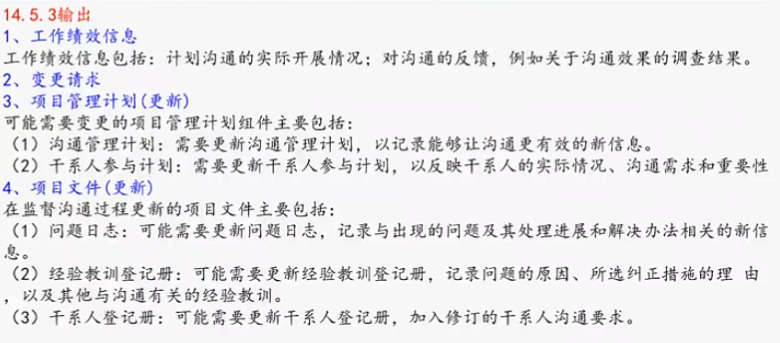 14.5.3输出
1、工作绩效信息
工作绩效信息包括：计划沟通的实际开展情况；对沟通的反馈，例如关于沟通效果的调查结果。
2、变更请求
3、项目管理计划(更新)
可能需要变更的项目管理计划组件主要包括：
（1）沟通管理计划：需要更新沟通管理计划，以记录能够让沟通更有效的新信息。
（2）干系人参与计划：需要更新干系人参与计划，以反映干系人的实际情况、沟通需求和重要性
4、项目文件(更新)
在监督沟通过程更新的项目文件主要包括：
（1）问题日志：可能需要更新问题日志，记录与出现的问题及其处理进展和解决办法相关的新信
息。
（2）经验教训登记册：可能需要更新经验教训登记册，记录问题的原因、所选纠正措施的理 由
，以及其他与沟通有关的经验教训。
（3）干系人登记册：可能需要更新干系人登记册，加入修订的干系人沟通要求。